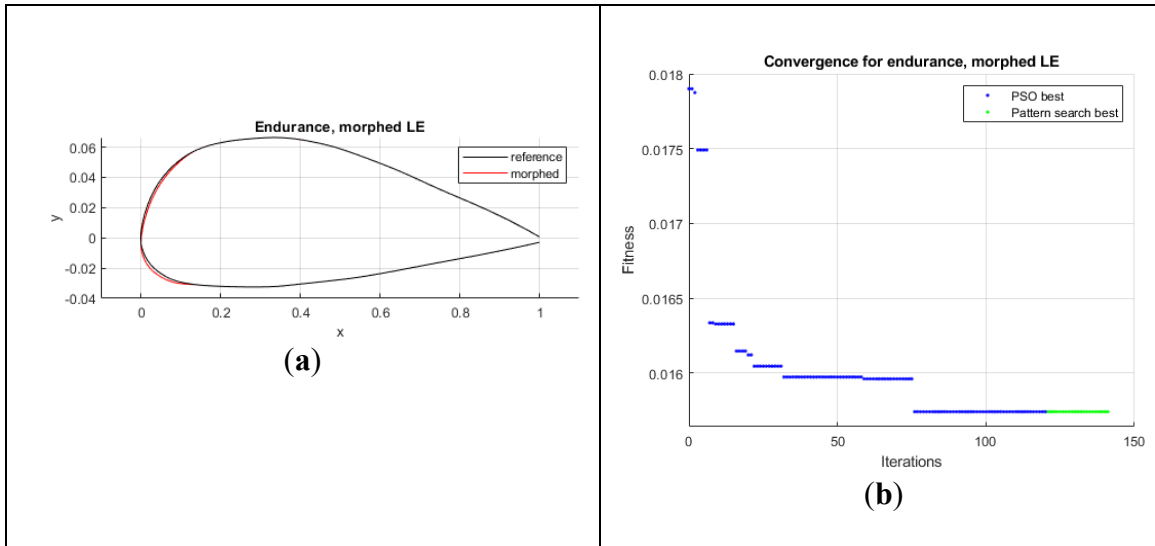 Endurance, morphed LE
0.06
0.04
0.02
0
-0.02
-0.04
y
reference
morphed
0 0.2 0.4 0.6 0.8 1
x
(a)
Convergence for endurance, morphed LE
0.018
0.0175
0.017
0.0165
0.016
Fitness
PSO best
Pattern search best
0 50 100 150
Iterations
(b)